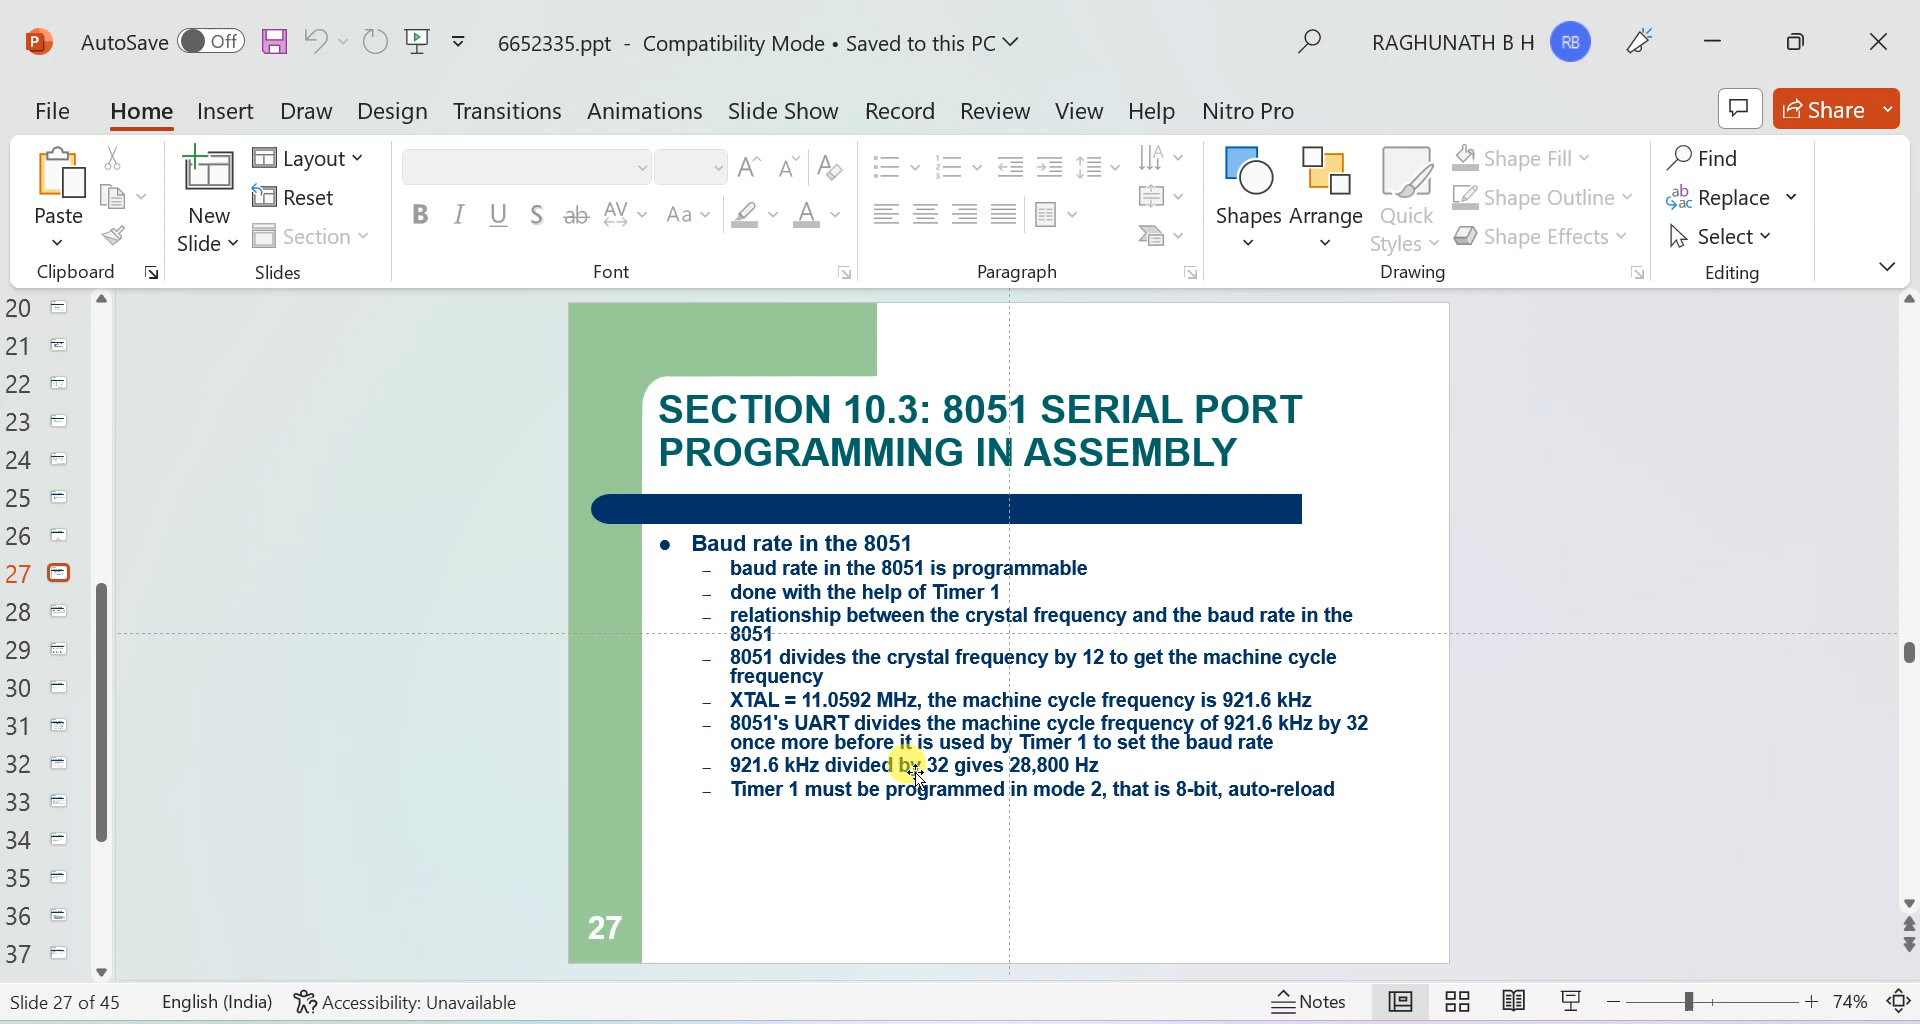 AutoSave Off 6652335.ppt - Compatibility Mode • Saved to this PC RAGHUNATH B H RB
File Home Insert Draw Design Transitions Animations Slide Show Record Review View Help Nitro Pro Share
Paste
Clipboard
New
Slide
Layout
Reset
Section
Slides
B I U S ab AV Aa A
Font
Paragraph
Shapes
Arrange
Quick
Styles
Shape Fill
Shape Outline
Shape Effects
Drawing
Find
Replace
Select
Editing
20
21
22
23
24
25
26
27
28
29
30
31
32
33
34
35
36
37
SECTION 10.3: 8051 SERIAL PORT
PROGRAMMING IN ASSEMBLY
● Baud rate in the 8051
– baud rate in the 8051 is programmable
– done with the help of Timer 1
– relationship between the crystal frequency and the baud rate in the
8051
– 8051 divides the crystal frequency by 12 to get the machine cycle
frequency
– XTAL = 11.0592 MHz, the machine cycle frequency is 921.6 kHz
– 8051's UART divides the machine cycle frequency of 921.6 kHz by 32
once more before it is used by Timer 1 to set the baud rate
– 921.6 kHz divided by 32 gives 28,800 Hz
– Timer 1 must be programmed in mode 2, that is 8-bit, auto-reload
27
Slide 27 of 45 English (India) Accessibility: Unavailable Notes 74%